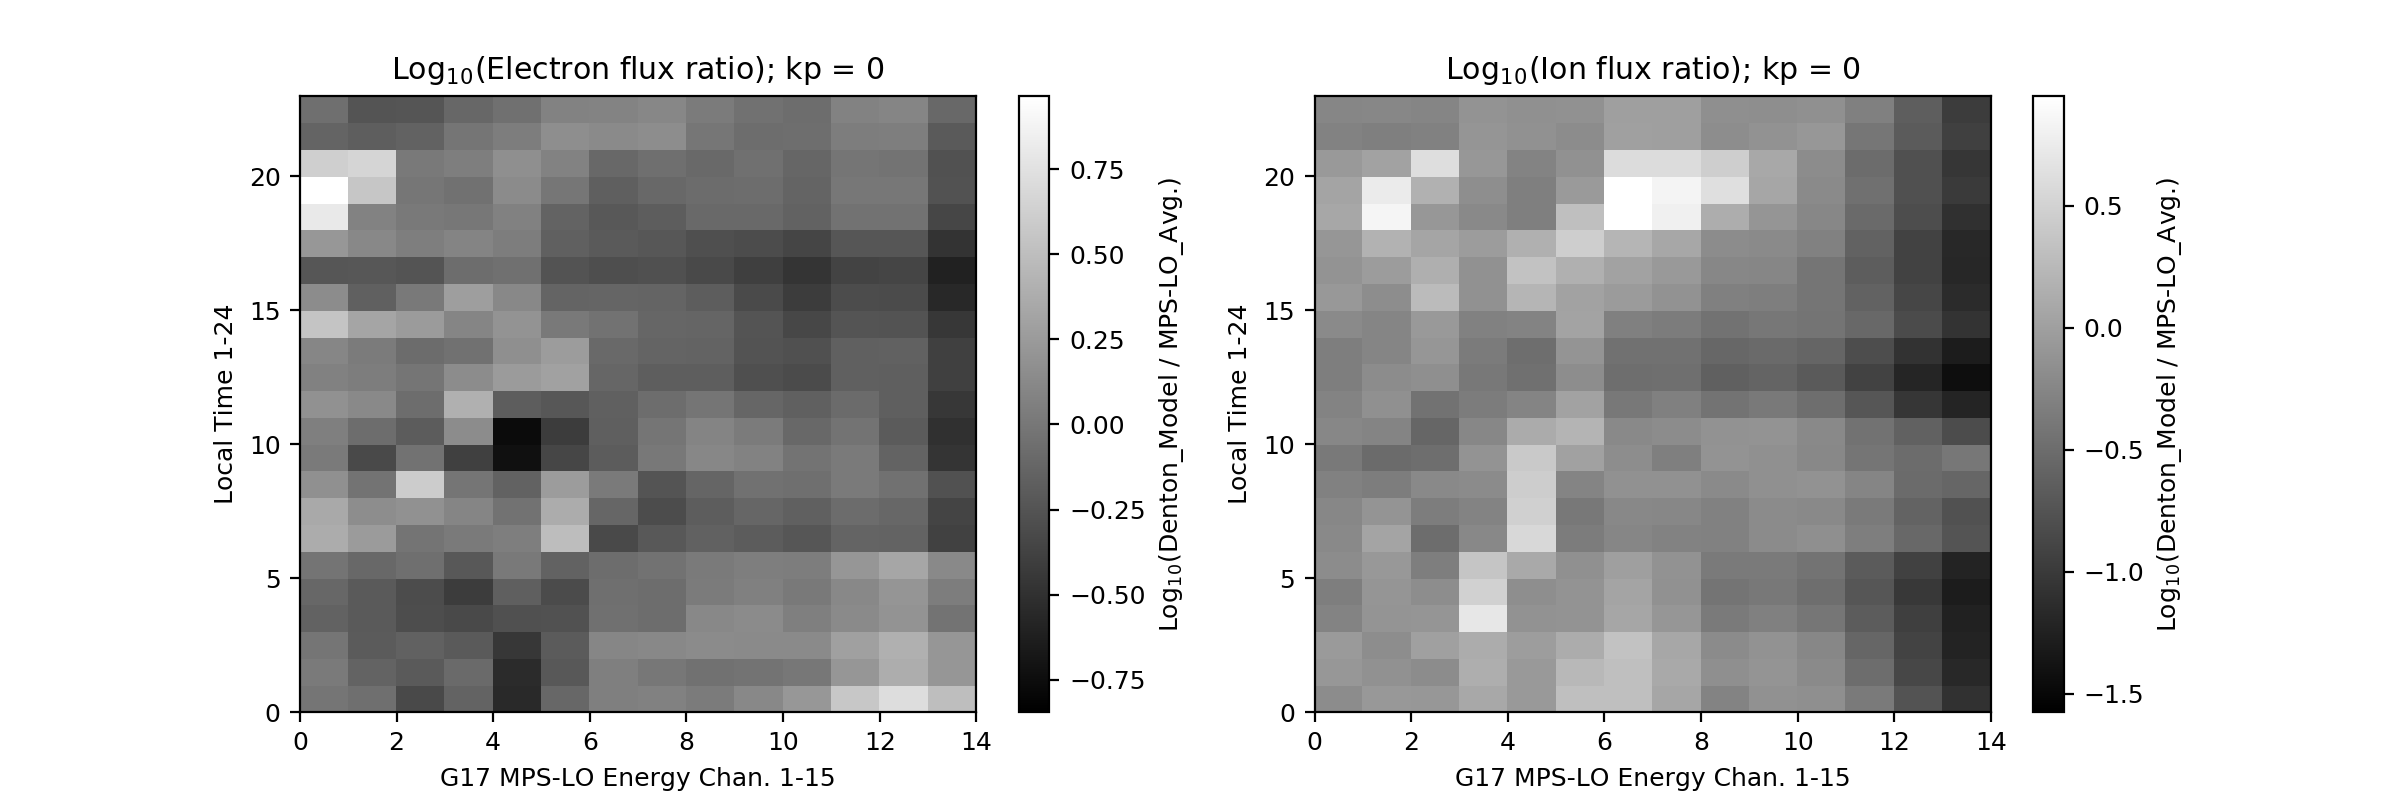 Log₁₀(Electron flux ratio); kp = 0
20
15
10
5
0
0 2 4 6 8 10 12 14
Local Time 1-24
G17 MPS-LO Energy Chan. 1-15
0.75
0.50
0.25
0.00
−0.25
−0.50
−0.75
Log₁₀(Denton_Model / MPS-LO_Avg.)
Log₁₀(Ion flux ratio); kp = 0
20
15
10
5
0
0 2 4 6 8 10 12 14
Local Time 1-24
G17 MPS-LO Energy Chan. 1-15
0.5
0.0
−0.5
−1.0
−1.5
Log₁₀(Denton_Model / MPS-LO_Avg.)